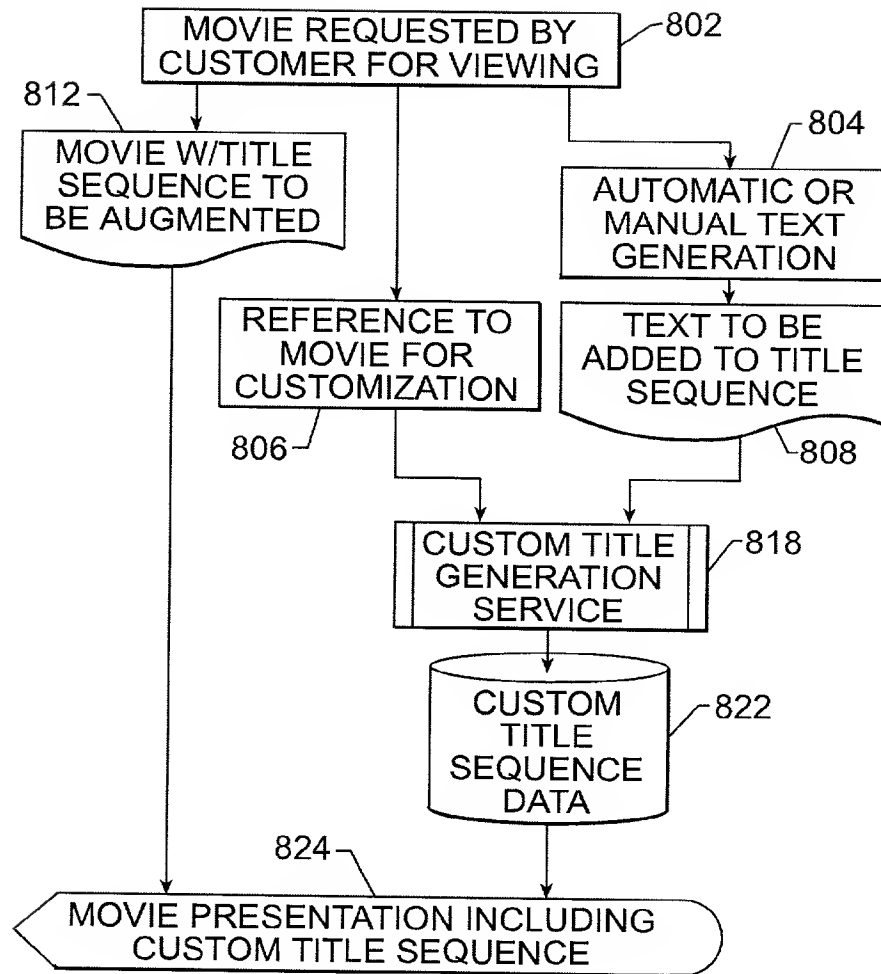 MOVIE REQUESTED BY
CUSTOMER FOR VIEWING
802
812
MOVIE W/TITLE
SEQUENCE TO
BE AUGMENTED
804
AUTOMATIC OR
MANUAL TEXT
GENERATION
REFERENCE TO
MOVIE FOR
CUSTOMIZATION
806
TEXT TO BE
ADDED TO TITLE
SEQUENCE
808
CUSTOM TITLE
GENERATION
SERVICE
818
CUSTOM
TITLE
SEQUENCE
DATA
822
824
MOVIE PRESENTATION INCLUDING
CUSTOM TITLE SEQUENCE